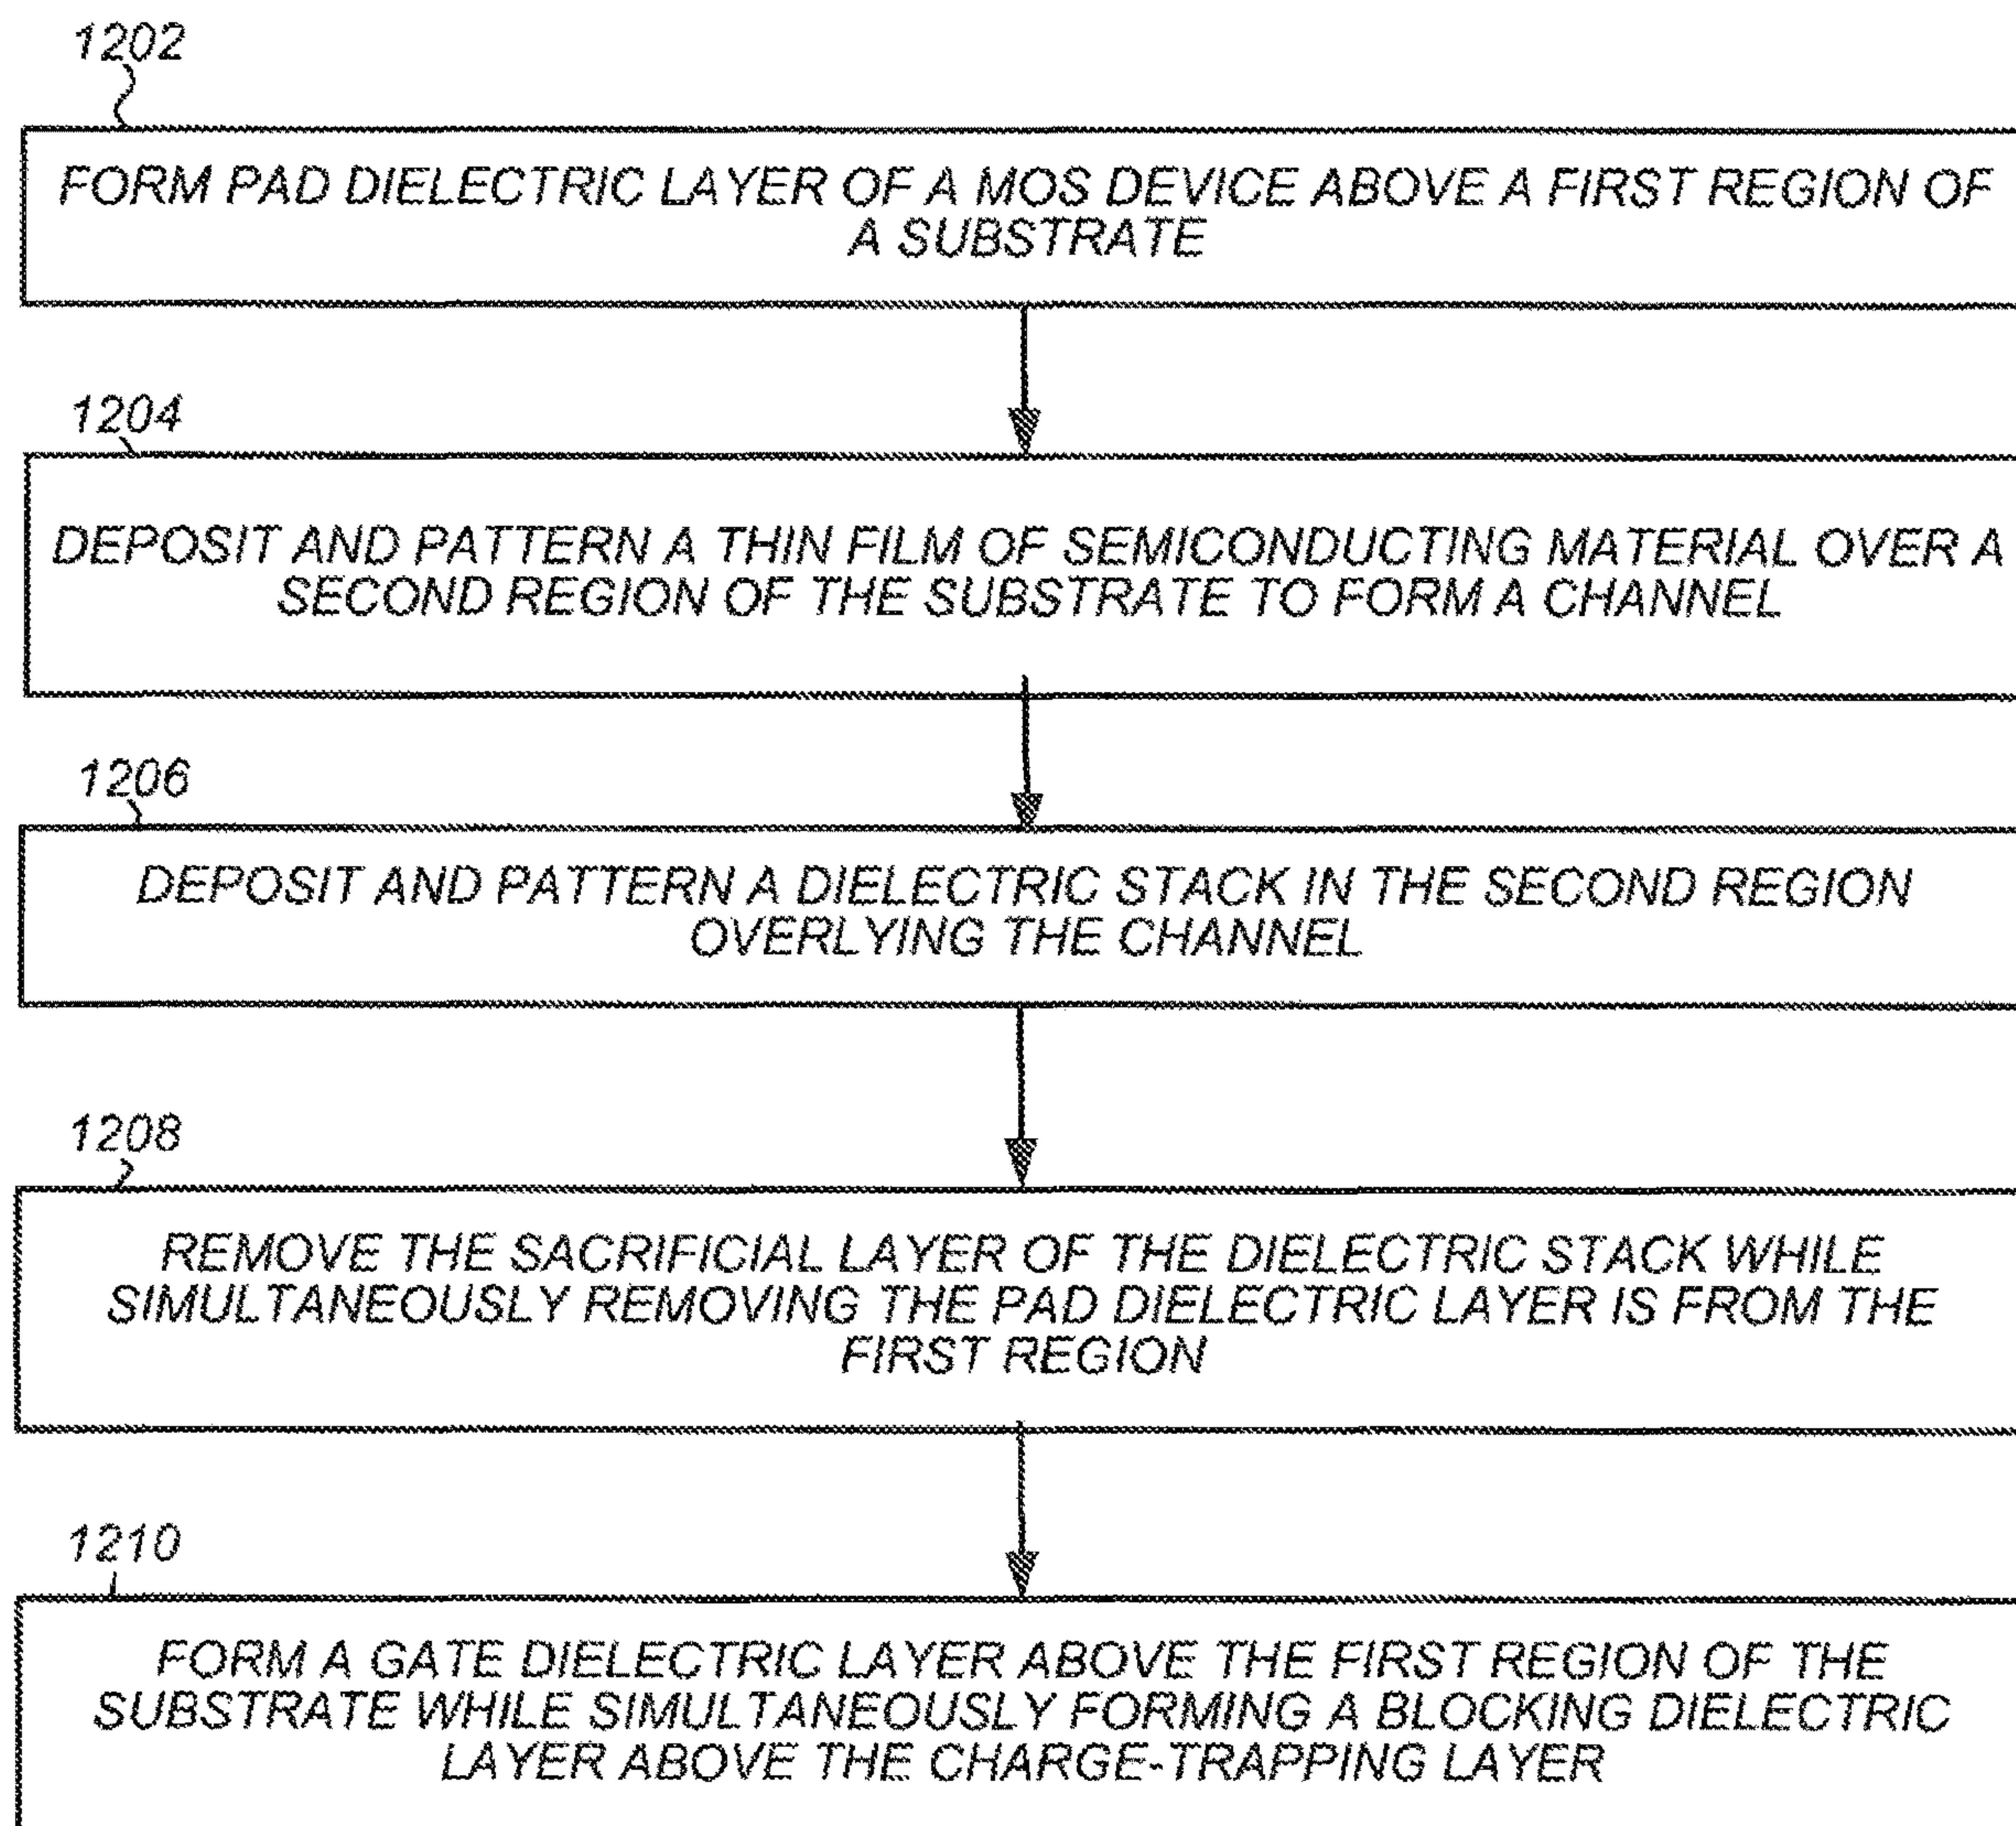 1202
FORM PAD DIELECTRIC LAYER OF A MOS DEVICE ABOVE A FIRST REGION OF
A SUBSTRATE
1204
DEPOSIT AND PATTERN A THIN FILM OF SEMICONDUCTING MATERIAL OVER A
SECOND REGION OF THE SUBSTRATE TO FORM A CHANNEL
1206
DEPOSIT AND PATTERN A DIELECTRIC STACK IN THE SECOND REGION
OVERLYING THE CHANNEL
1208
REMOVE THE SACRIFICIAL LAYER OF THE DIELECTRIC STACK WHILE
SIMULTANEOUSLY REMOVING THE PAD DIELECTRIC LAYER IS FROM THE
FIRST REGION
1210
FORM A GATE DIELECTRIC LAYER ABOVE THE FIRST REGION OF THE
SUBSTRATE WHILE SIMULTANEOUSLY FORMING A BLOCKING DIELECTRIC
LAYER ABOVE THE CHARGE-TRAPPING LAYER